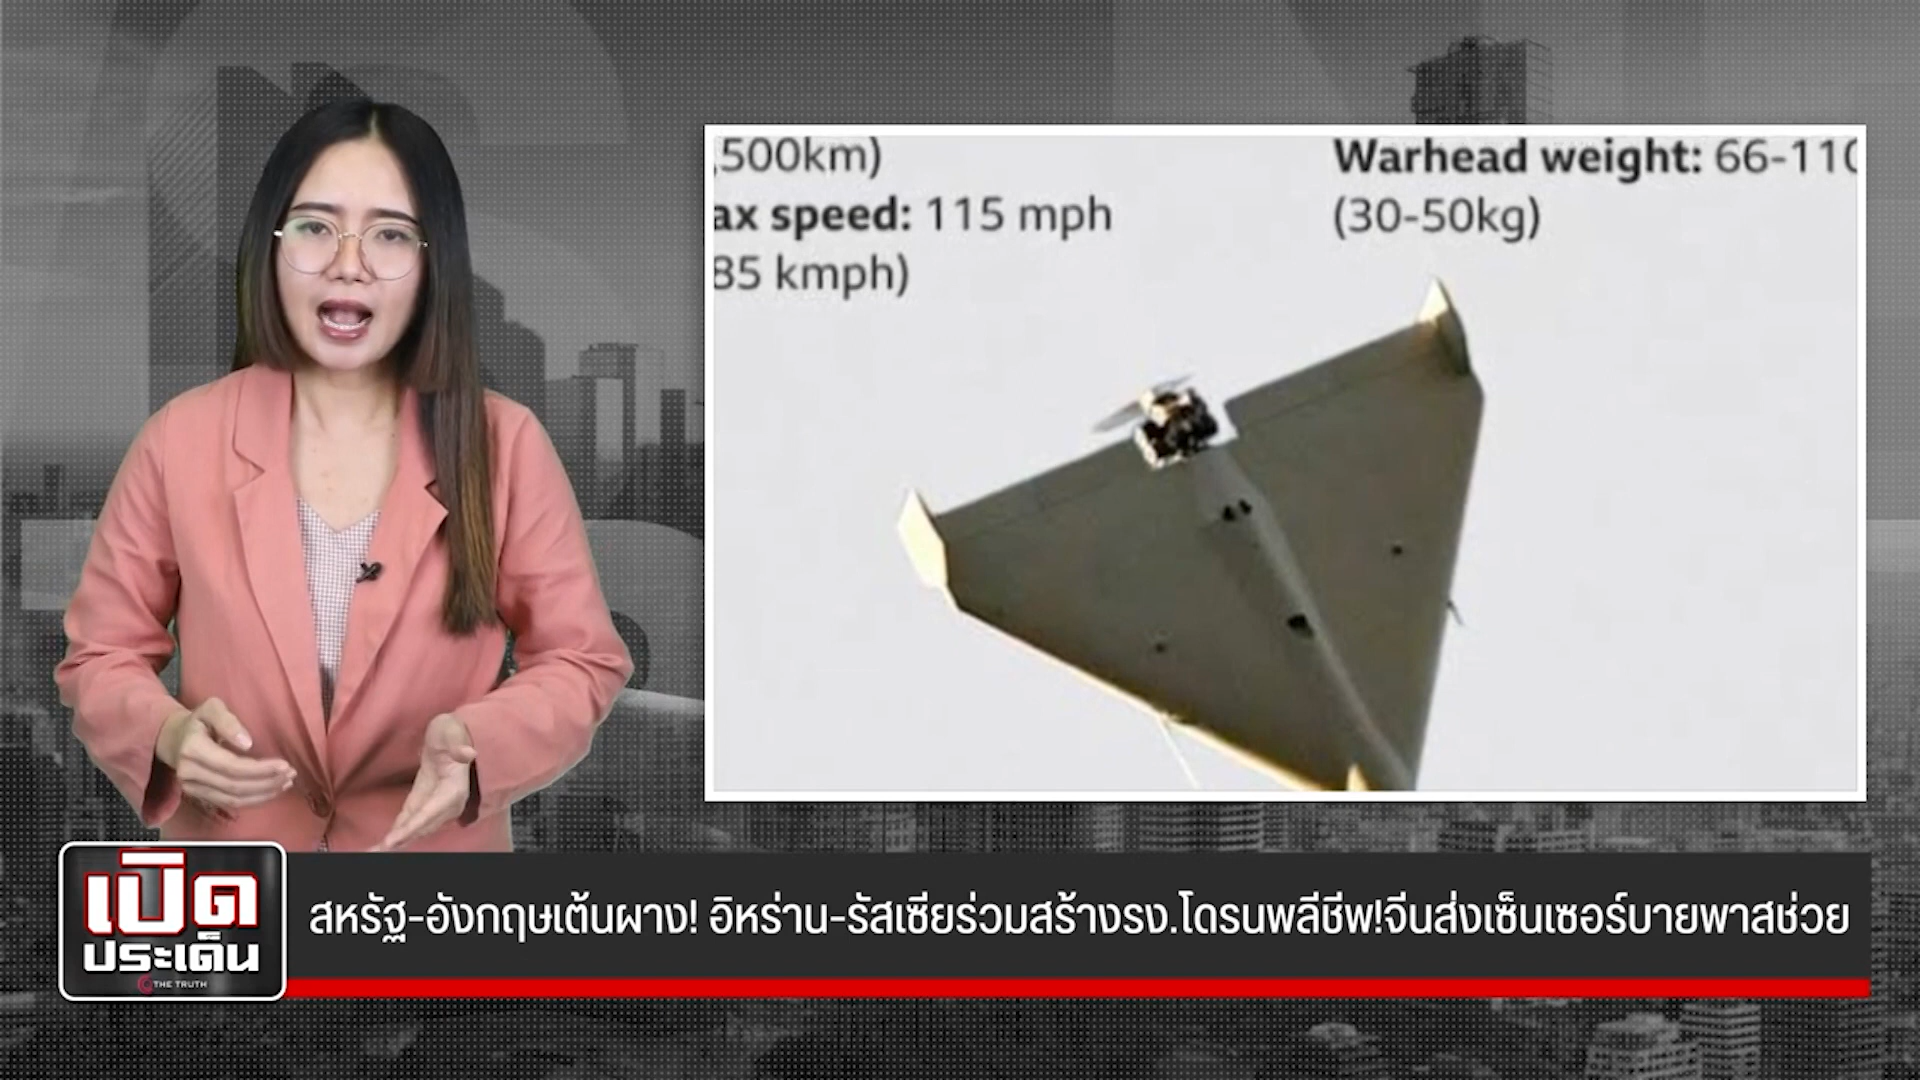 ,500km)
ax speed: 115 mph
85 kmph)
Warhead weight: 66-110
(30-50kg)
เปิด
ประเด็น
THE TRUTH
สหรัฐ-อังกฤษเต้นผาง! อิหร่าน-รัสเซียร่วมสร้างรง.โดรนพลีชีพ!จีนส่งเซ็นเซอร์บายพาสช่วย